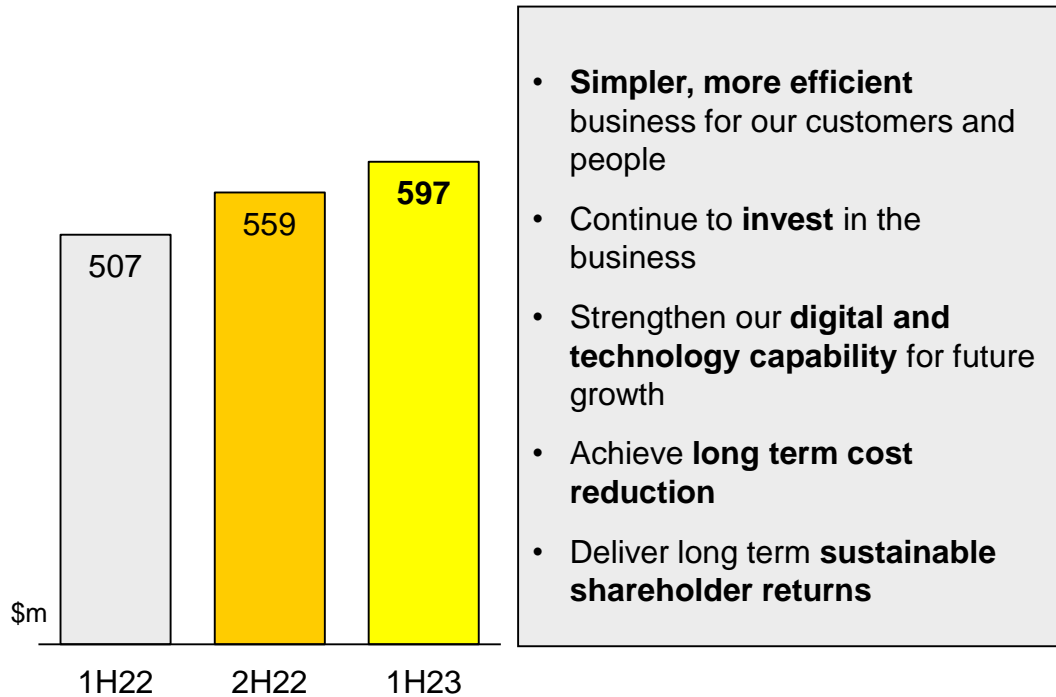 507
559
597
$m
1H22
2H22
1H23
• Simpler, more efficient
business for our customers and
people
• Continue to invest in the
business
• Strengthen our digital and
technology capability for future
growth
• Achieve long term cost
reduction
• Deliver long term sustainable
shareholder returns